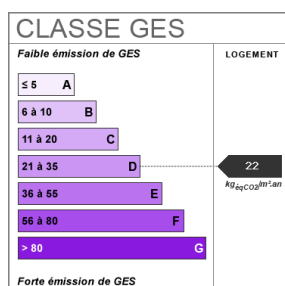 CLASSE GES
Faible émission de GES
LOGEMENT
≤ 5 A
6 à 10 B
11 à 20 C
21 à 35 D
22
kgéqCO2/m².an
36 à 55 E
56 à 80 F
> 80 G
Forte émission de GES